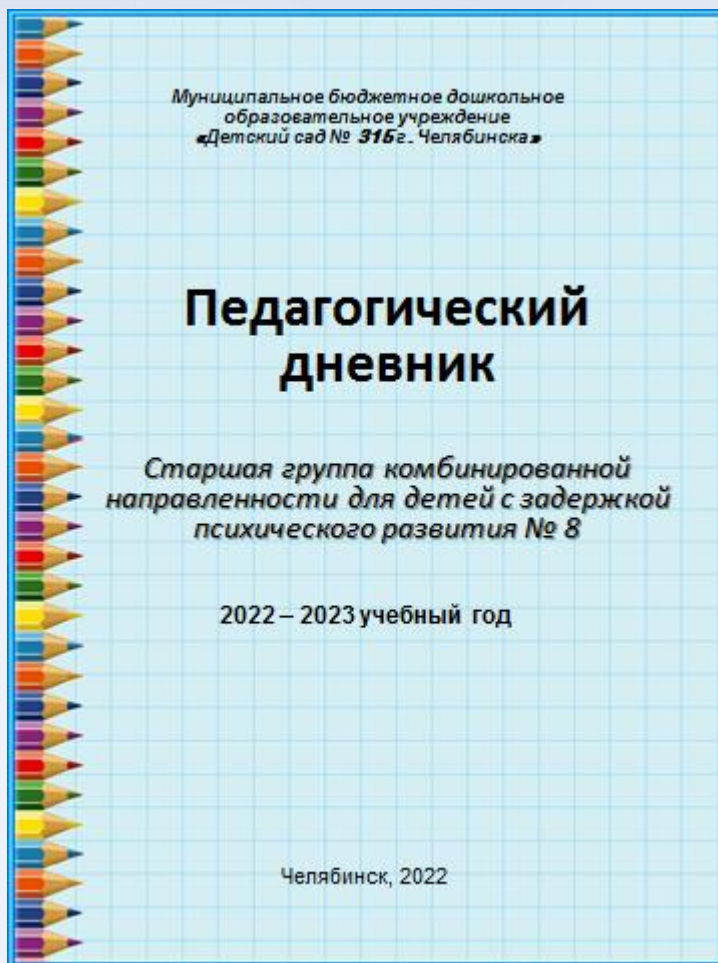 Муниципальное бюджетное дошкольное
образовательное учреждение
«Детский сад № 315 г. Челябинска»
Педагогический
дневник
Старшая группа комбинированной
направленности для детей с задержкой
психического развития № 8
2022 – 2023 учебный год
Челябинск, 2022